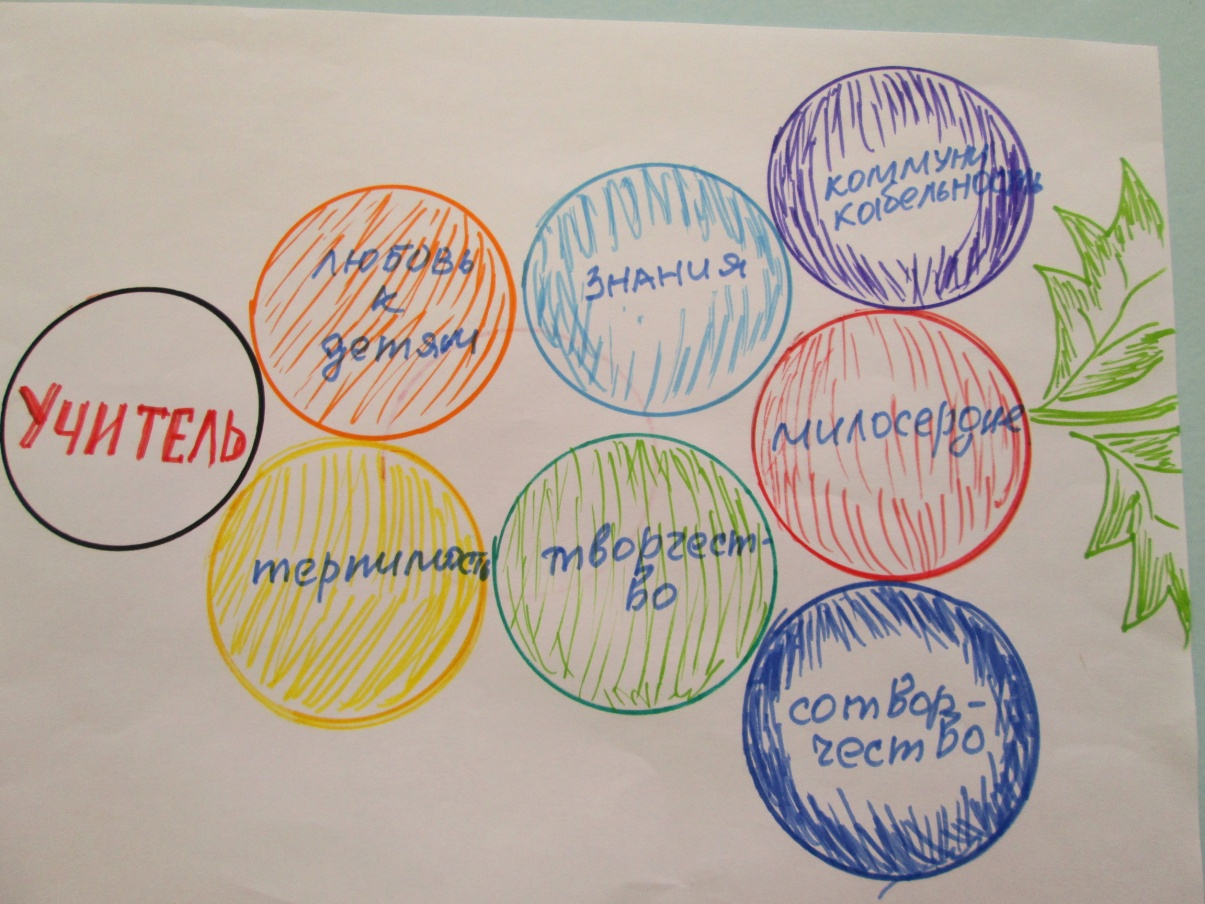 УЧИТЕЛЬ
любовь
к
детям
терпимость
знания
творчест-
во
коммуни
кабельность
милосердие
сотвор-
чество